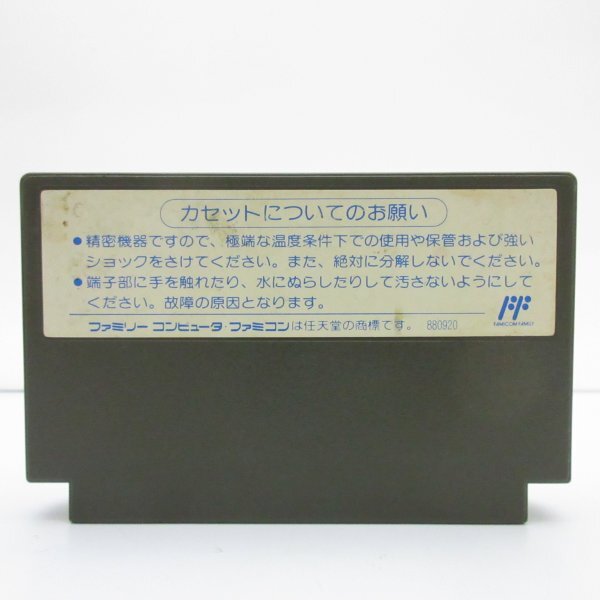 カセットについてのお願い
●精密機器ですので、極端な温度条件下での使用や保管および強い
ショックをさけてください。また、絶対に分解しないでください。
●端子部に手を触れたり、水にぬらしたりして汚さないようにして
ください。故障の原因となります。
FAMICOM FAMILY
ファミリー コンピュータ・ファミコンは任天堂の商標です。 880920